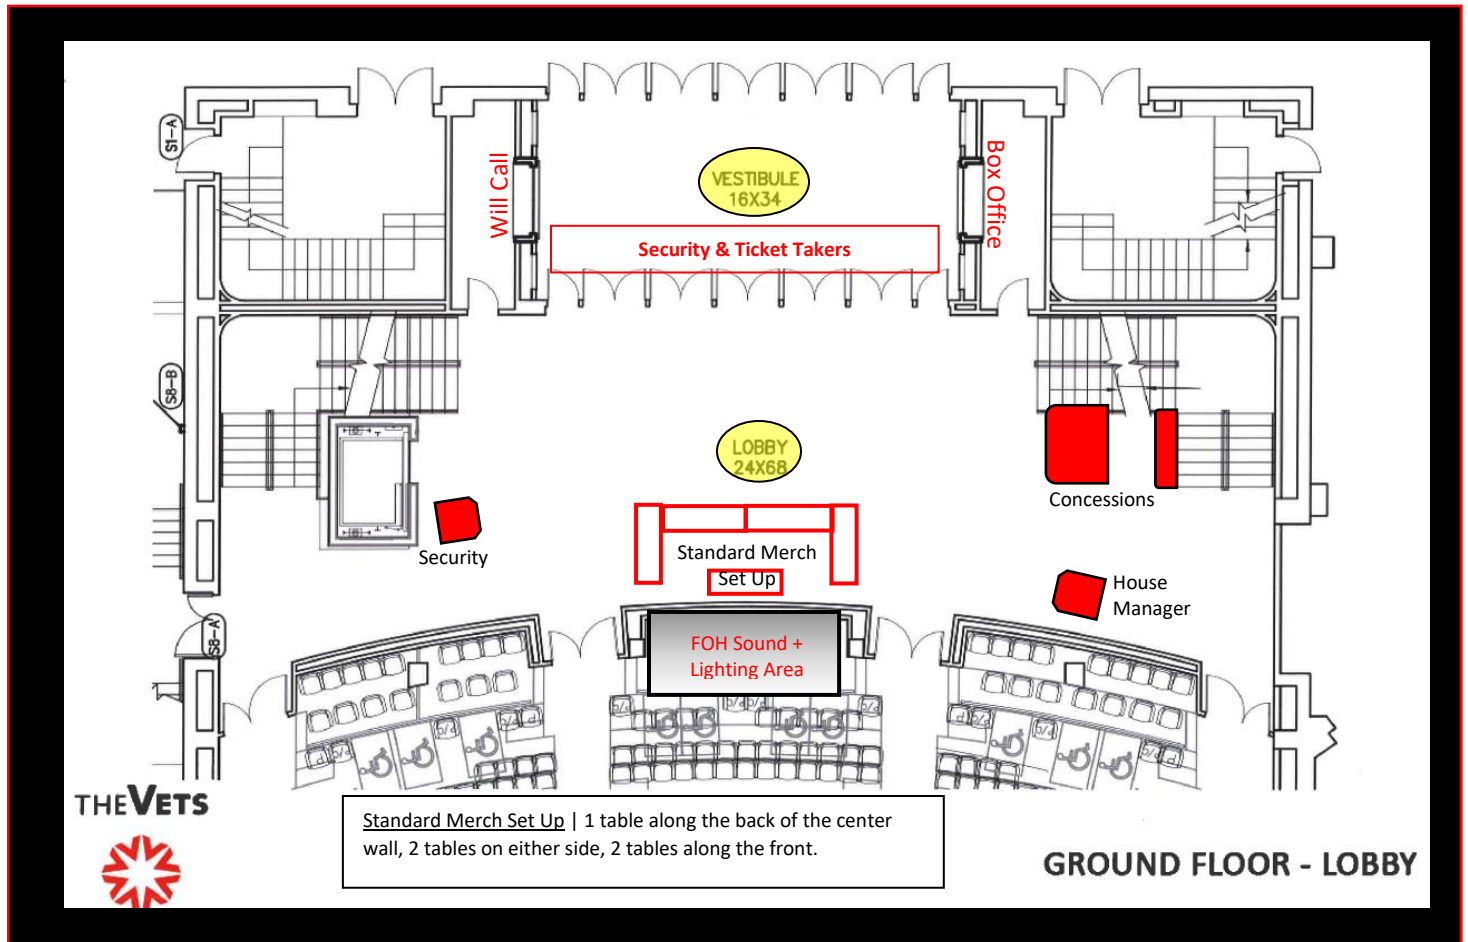 S1-A
Will Call
VESTIBULE
16X34
Box Office
Security & Ticket Takers
S8-B
LOBBY
24X68
Concessions
Security
Standard Merch
Set Up
House
Manager
S8-A
FOH Sound +
Lighting Area
THEVETS
Standard Merch Set Up | 1 table along the back of the center
wall, 2 tables on either side, 2 tables along the front.
GROUND FLOOR - LOBBY